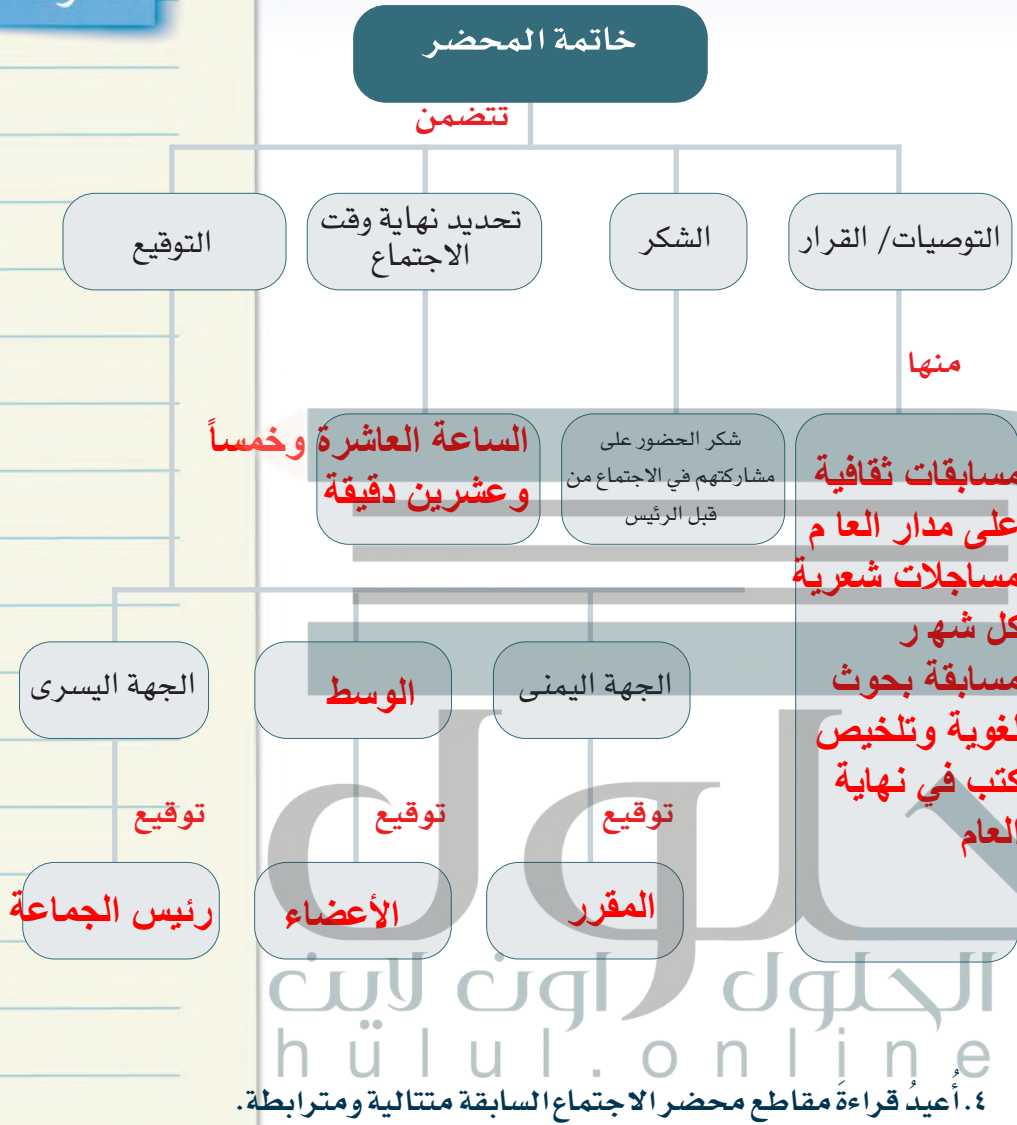 خاتمة المحضر
تتضمن
التوصيات/ القرار
الشكر
تحديد نهاية وقت
الاجتماع
التوقيع
منها
مسابقات ثقافية
على مدار العا م
مساجلات شعرية
كل شه ر
مسابقة بحوث
لغوية وتلخيص
كتب في نهاية
العام
شكر الحضور على
مشاركتهم في الاجتماع من
قبل الرئيس
الساعة العاشرة وخمساً
وعشرين دقيقة
الجهة اليمنى
الوسط
الجهة اليسرى
توقيع
توقيع
توقيع
المقرر
الأعضاء
رئيس الجماعة
حلول
الحلول اون لاين
hülul.online
٤. أُعيدُ قراءةَ مقاطع محضر الاجتماع السابقة متتالية ومترابطة.